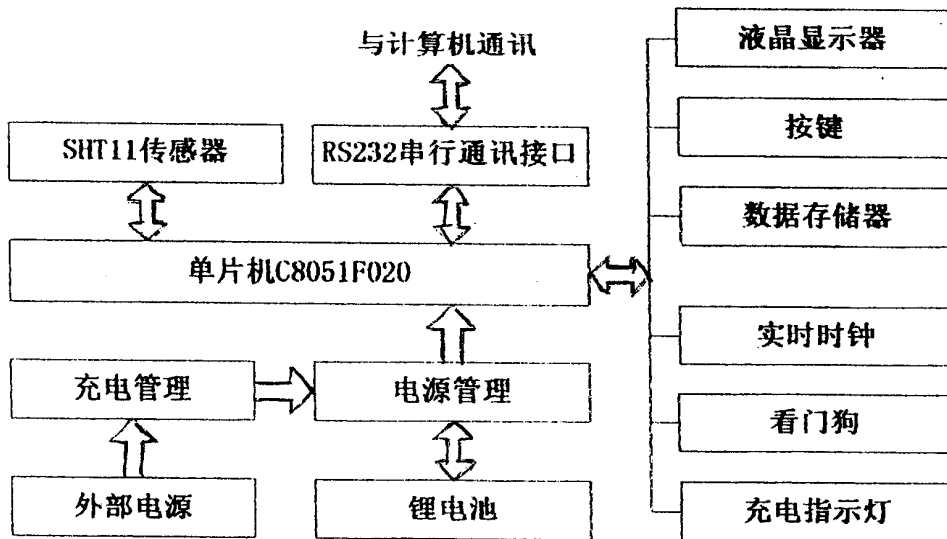 与计算机通讯
SHT11传感器
RS232串行通讯接口
单片机C8051F020
充电管理
电源管理
外部电源
锂电池
液晶显示器
按键
数据存储器
实时时钟
看门狗
充电指示灯